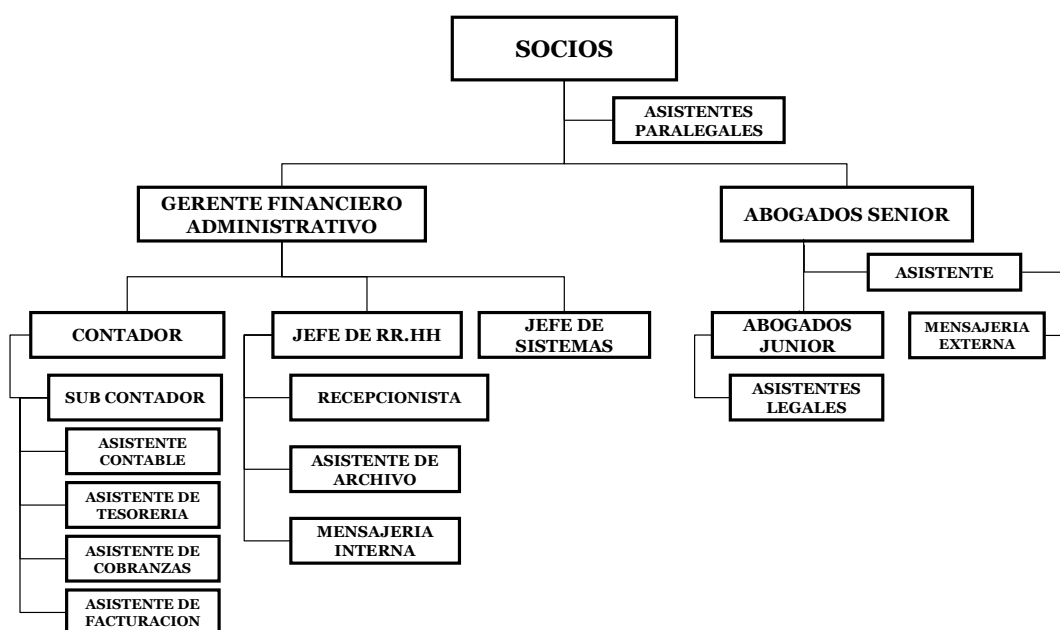 SOCIOS
ASISTENTES
PARALEGALES
GERENTE FINANCIERO
ADMINISTRATIVO
ABOGADOS SENIOR
ASISTENTE
CONTADOR
JEFE DE RR.HH
JEFE DE
SISTEMAS
ABOGADOS
JUNIOR
MENSAJERIA
EXTERNA
SUB CONTADOR
RECEPCIONISTA
ASISTENTES
LEGALES
ASISTENTE
CONTABLE
ASISTENTE DE
ARCHIVO
ASISTENTE DE
TESORERIA
MENSAJERIA
INTERNA
ASISTENTE DE
COBRANZAS
ASISTENTE DE
FACTURACION